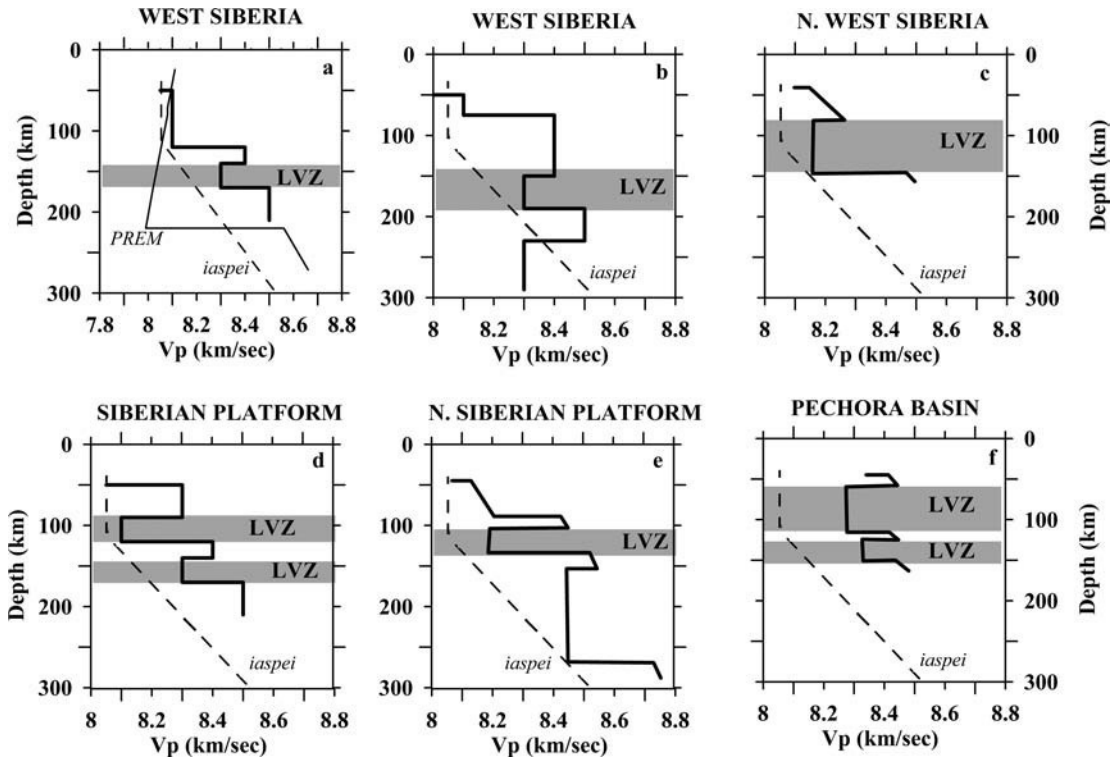 WEST SIBERIA
0
100
200
300
Depth (km)
a
LVZ
PREM
iaspei
7.8 8 8.2 8.4 8.6 8.8
Vp (km/sec)
WEST SIBERIA
0
100
200
300
b
LVZ
iaspei
8 8.2 8.4 8.6 8.8
Vp (km/sec)
N. WEST SIBERIA
0
100
200
300
Depth (km)
c
LVZ
iaspei
8 8.2 8.4 8.6 8.8
Vp (km/sec)
SIBERIAN PLATFORM
0
100
200
300
Depth (km)
d
LVZ
LVZ
iaspei
8 8.2 8.4 8.6 8.8
Vp (km/sec)
N. SIBERIAN PLATFORM
0
100
200
300
e
LVZ
iaspei
8 8.2 8.4 8.6 8.8
Vp (km/sec)
PECHORA BASIN
0
100
200
300
Depth (km)
f
LVZ
LVZ
iaspei
8 8.2 8.4 8.6 8.8
Vp (km/sec)